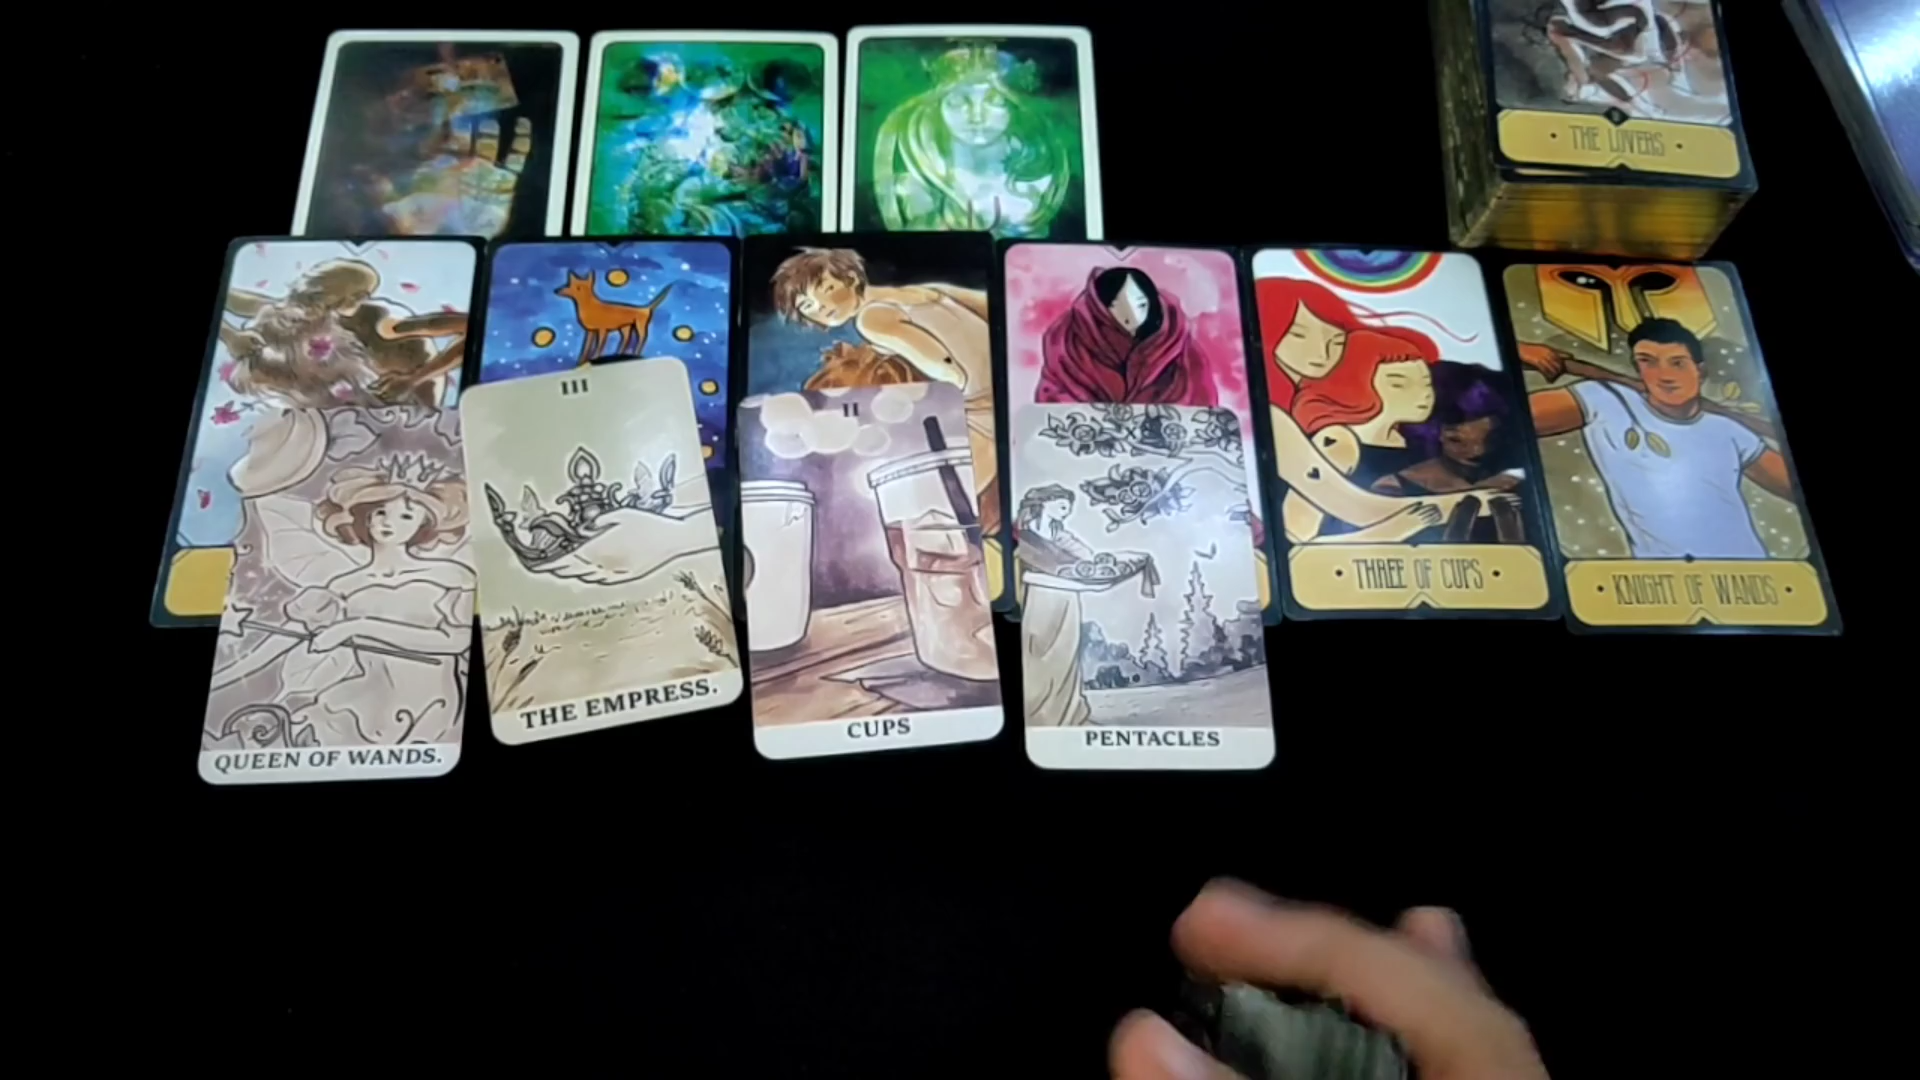 THE LOVERS
THREE OF CUPS
KNIGHT OF WANDS
III
II
THE EMPRESS.
CUPS
PENTACLES
QUEEN OF WANDS.